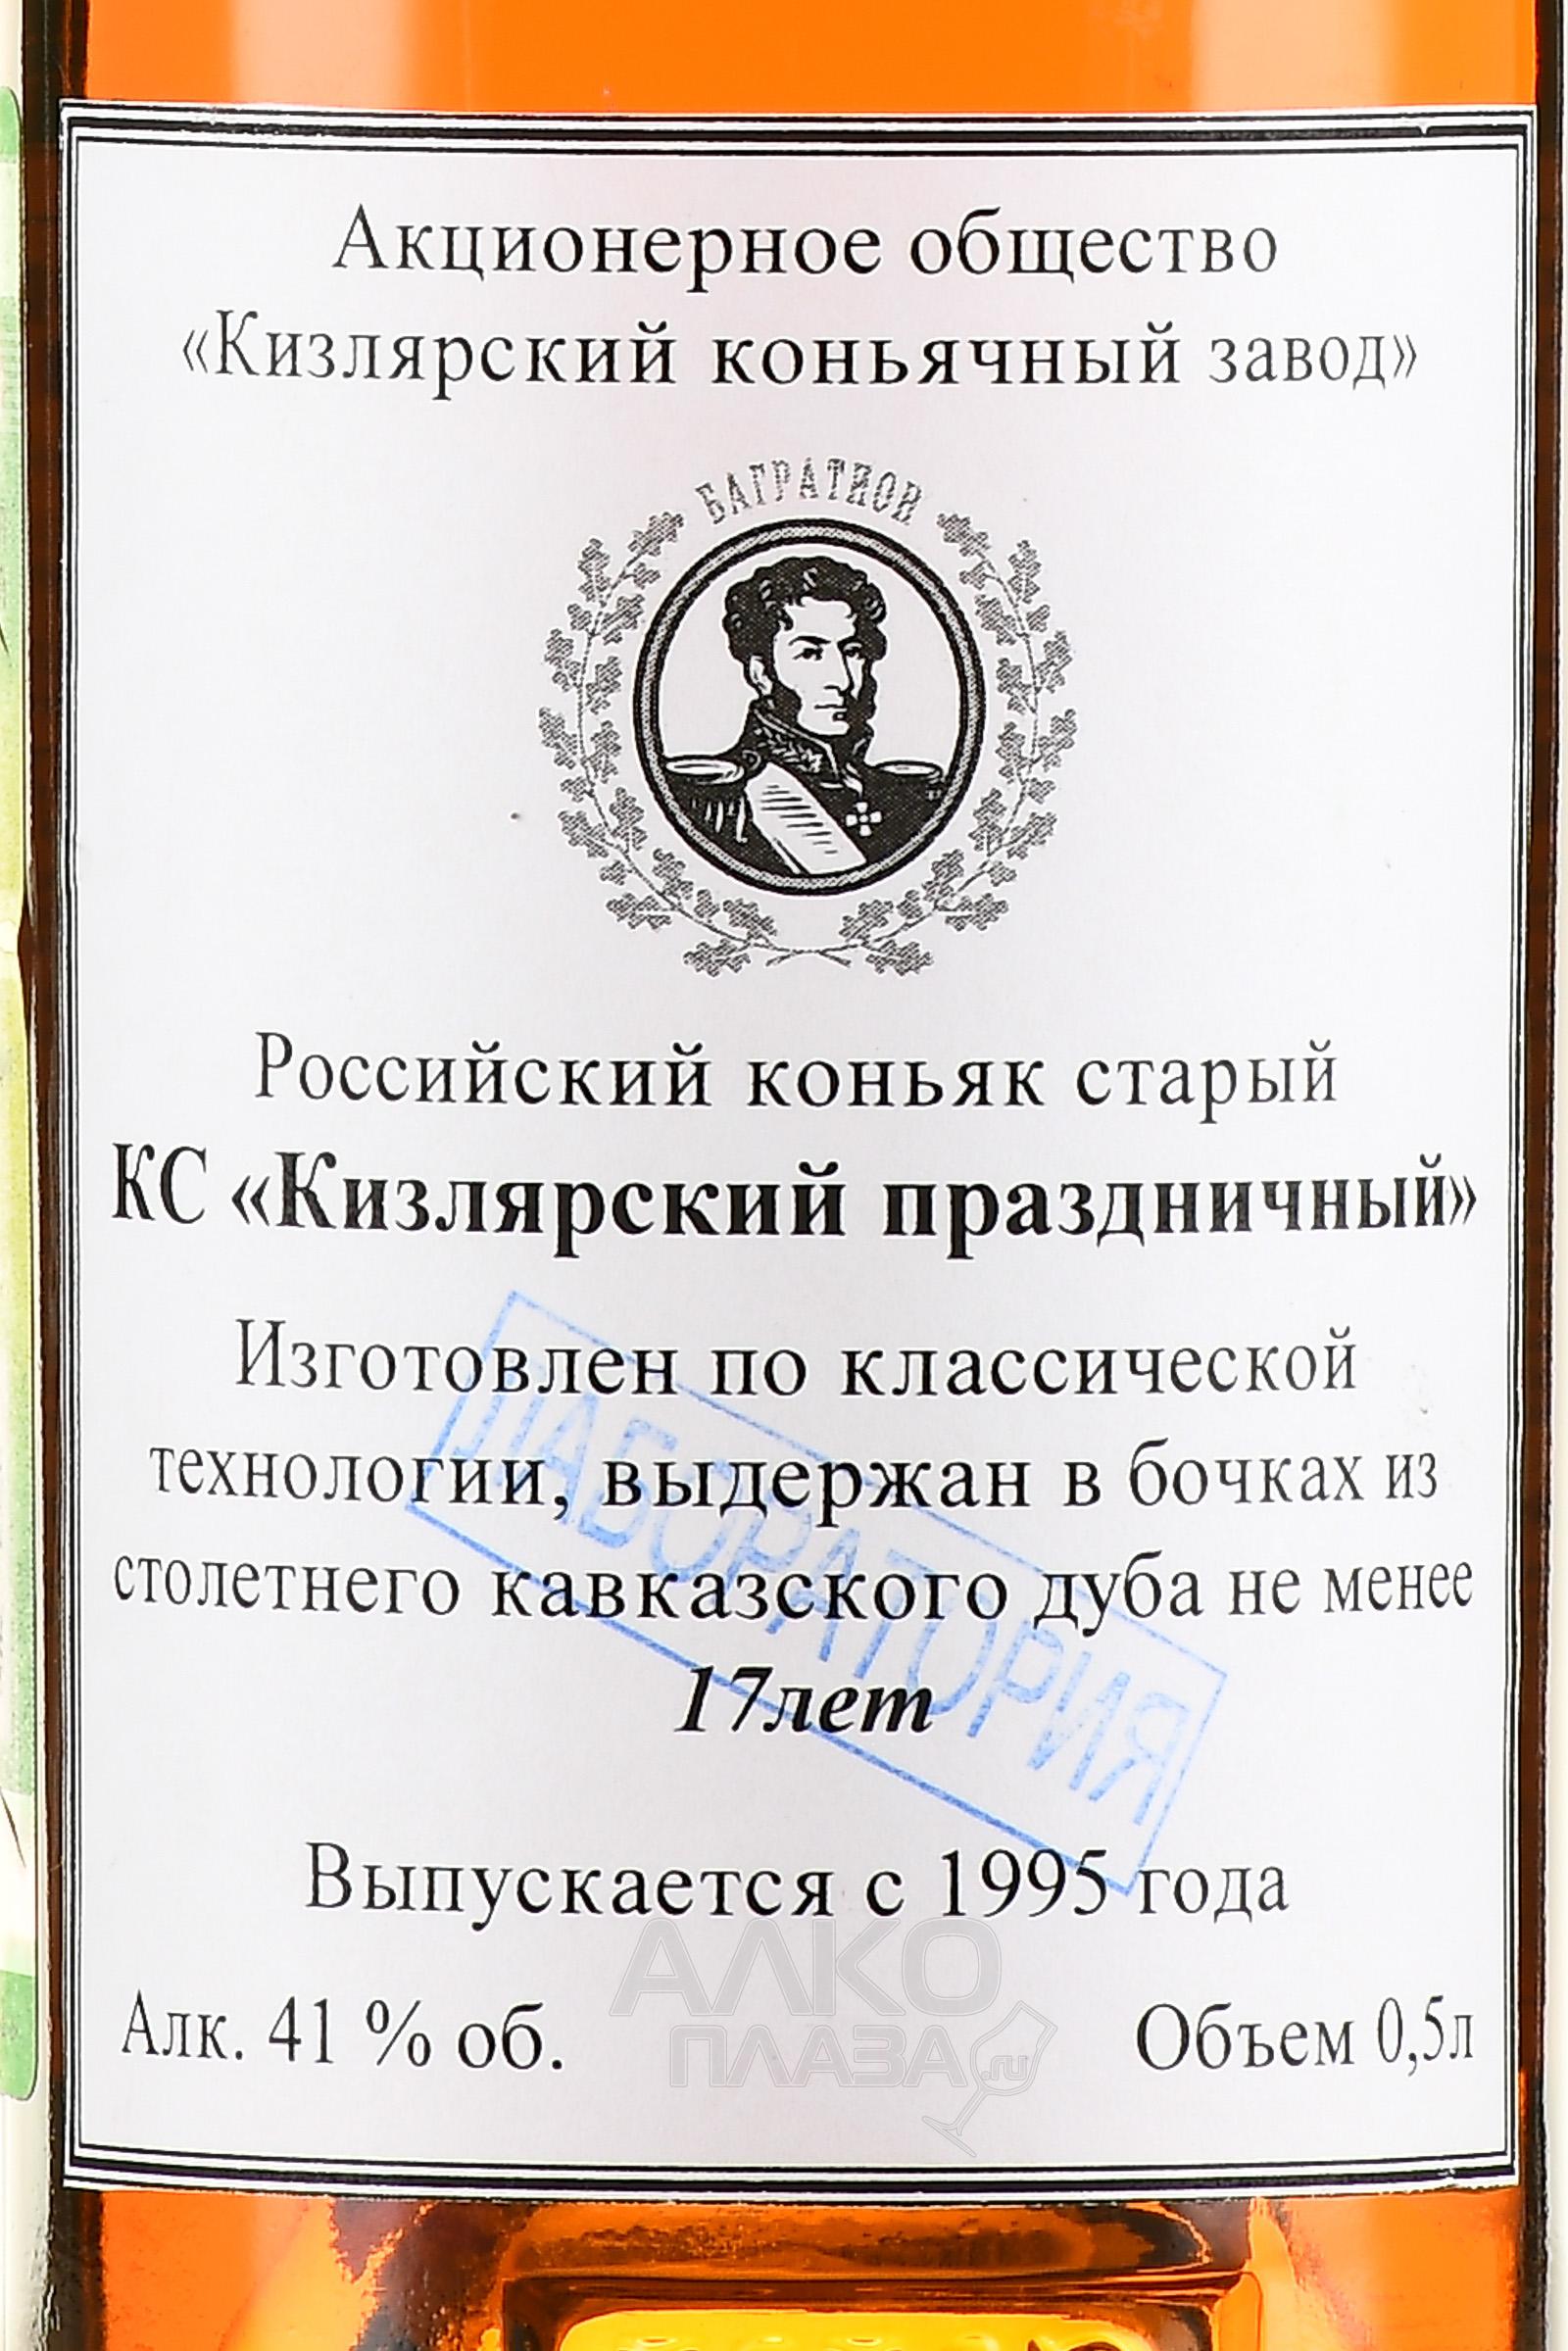 Акционерное общество
«Кизлярский коньячный завод»
БАГРАТИОН
Российский коньяк старый
КС «Кизлярский праздничный»
Изготовлен по классической
технологии, выдержан в бочках из
столетнего кавказского дуба не менее
17лет
ЛАБОРАТОРИЯ
Выпускается с 1995 года
Алк. 41 % об. Объем 0,5л
АЛКО
ПЛАЗА
.ru